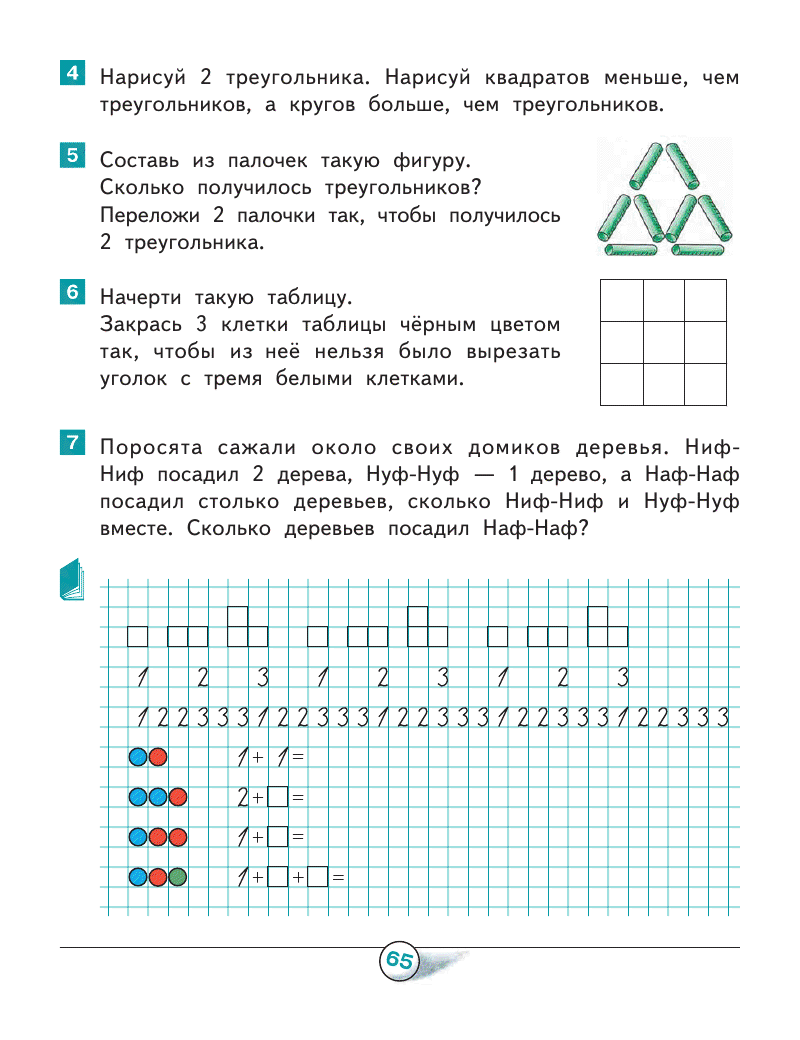 4 Нарисуй 2 треугольника. Нарисуй квадратов меньше, чем
треугольников, а кругов больше, чем треугольников.
5 Составь из палочек такую фигуру.
Сколько получилось треугольников?
Переложи 2 палочки так, чтобы получилось
2 треугольника.
6 Начерти такую таблицу.
Закрась 3 клетки таблицы чёрным цветом
так, чтобы из неё нельзя было вырезать
уголок с тремя белыми клетками.
7 Поросята сажали около своих домиков деревья. Ниф-
Ниф посадил 2 дерева, Нуф-Нуф — 1 дерево, а Наф-Наф
посадил столько деревьев, сколько Ниф-Ниф и Нуф-Нуф
вместе. Сколько деревьев посадил Наф-Наф?
1 2 3 1 2 3 1 2 3
1 2 2 3 3 3 1 2 2 3 3 3 1 2 2 3 3 3 1 2 2 3 3 3 1 2 2 3 3 3
1 + 1 =
2 + □ =
1 + □ =
1 + □ + □ =
65